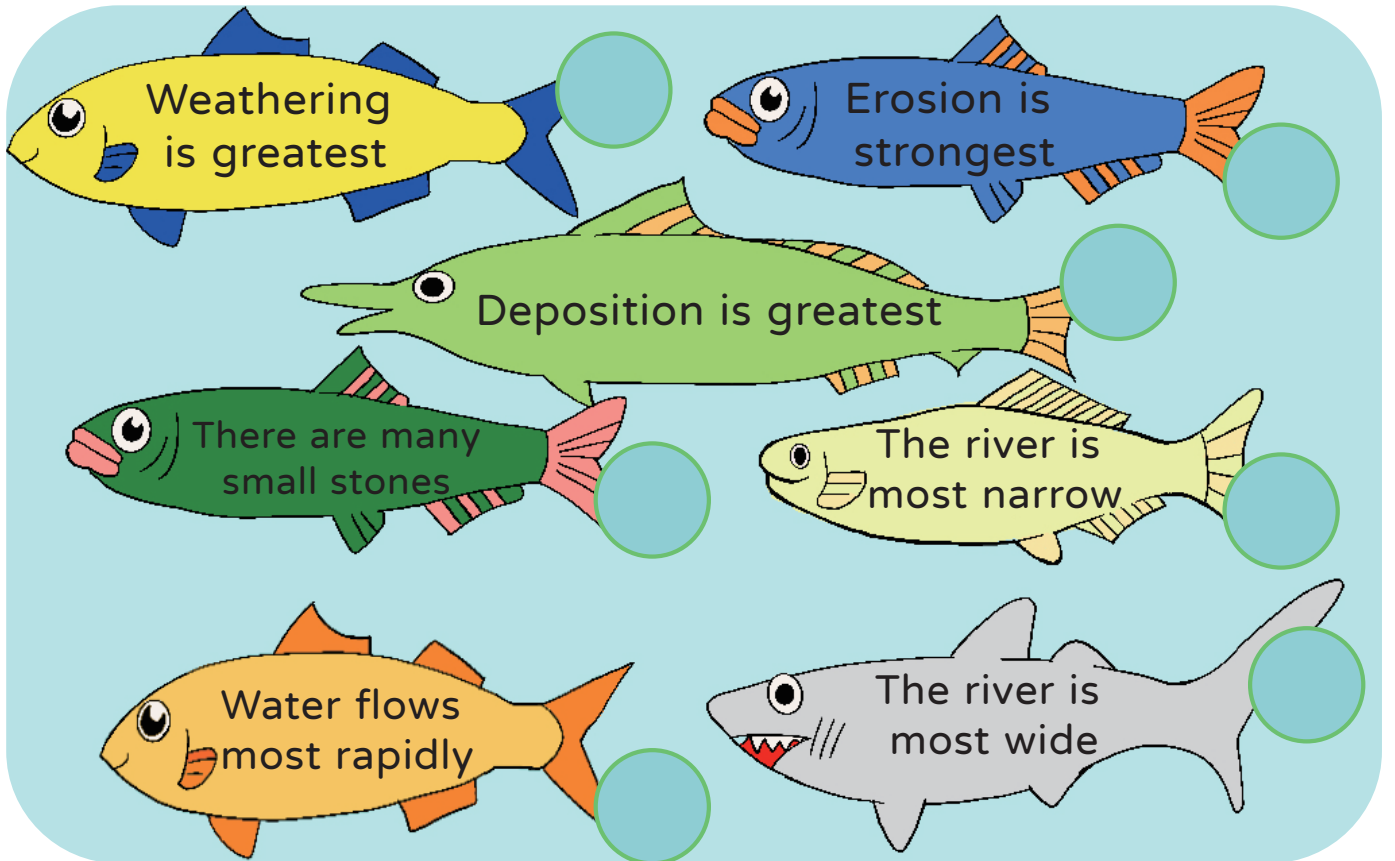 Weathering
is greatest
Erosion is
strongest
Deposition is greatest
There are many
small stones
The river is
most narrow
Water flows
most rapidly
The river is
most wide